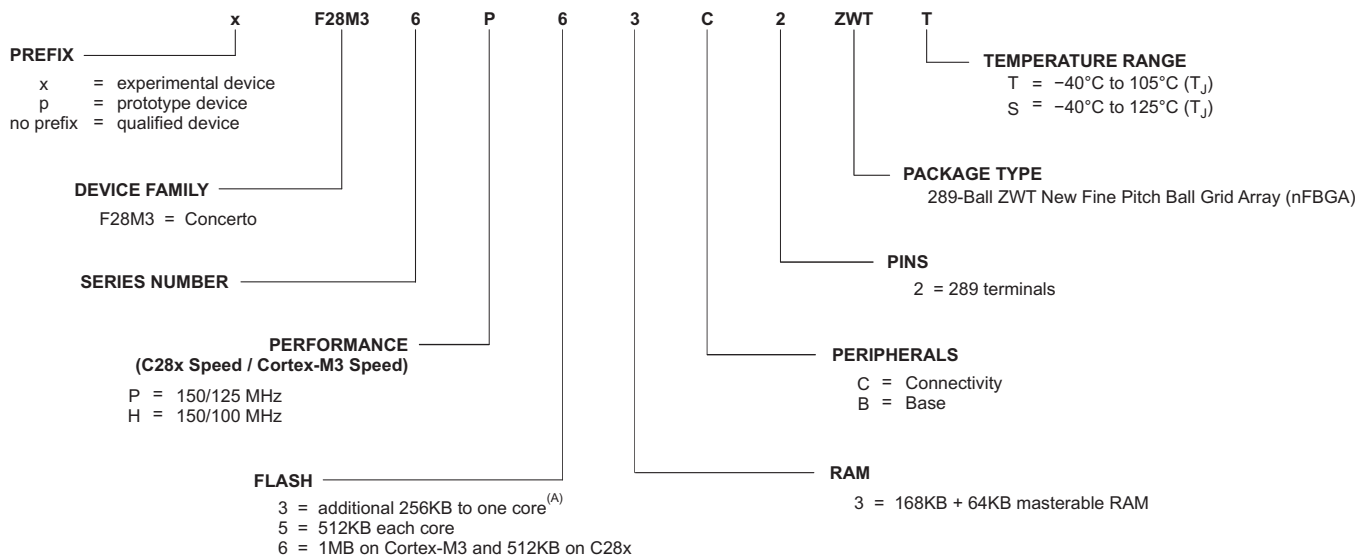 x F28M3 6 P 6 3 C 2 ZWT T
PREFIX
x = experimental device
p = prototype device
no prefix = qualified device
TEMPERATURE RANGE
T = −40°C to 105°C (TJ)
S = −40°C to 125°C (TJ)
DEVICE FAMILY
F28M3 = Concerto
PACKAGE TYPE
289-Ball ZWT New Fine Pitch Ball Grid Array (nFBGA)
SERIES NUMBER
PINS
2 = 289 terminals
PERFORMANCE
(C28x Speed / Cortex-M3 Speed)
P = 150/125 MHz
H = 150/100 MHz
PERIPHERALS
C = Connectivity
B = Base
FLASH
3 = additional 256KB to one core(A)
5 = 512KB each core
6 = 1MB on Cortex-M3 and 512KB on C28x
RAM
3 = 168KB + 64KB masterable RAM